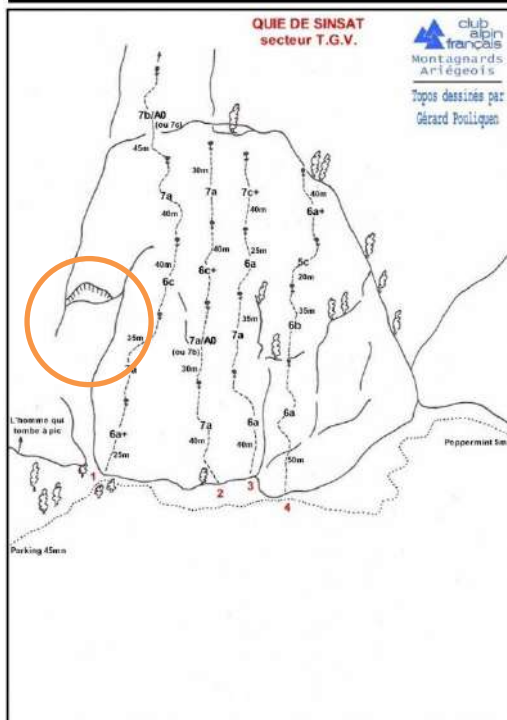 QUIE DE SINSAT
secteur T.G.V.
club
alpin
français
Montagnards
Ariégeois
Topos dessinés par
Gérard Pouliquen
7b/A0
(ou 7c)
45m
7a
40m
40m
6c
35m
7a
6a+
25m
30m
7a
40m
6c+
7a/A0
(ou 7b)
30m
7a
40m
7c+
40m
25m
6a
35m
7a
6a
40m
40m
6a+
5c
20m
35m
6b
6a
50m
L'homme qui
tombe à pic
1
2
3
4
Peppermint 5m
Parking 45mn